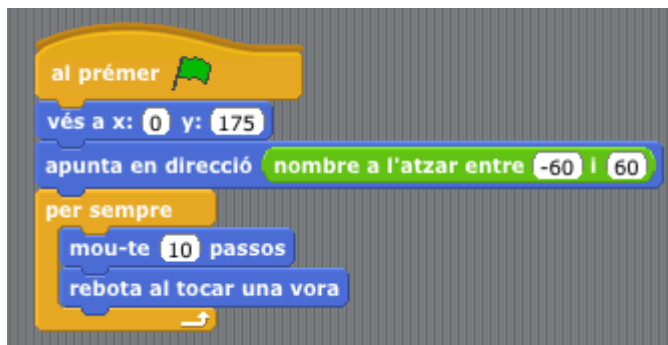 al prémer
vés a x: 0 y: 175
apunta en direcció nombre a l'atzar entre -60 i 60
per sempre
mou-te 10 passos
rebota al tocar una vora